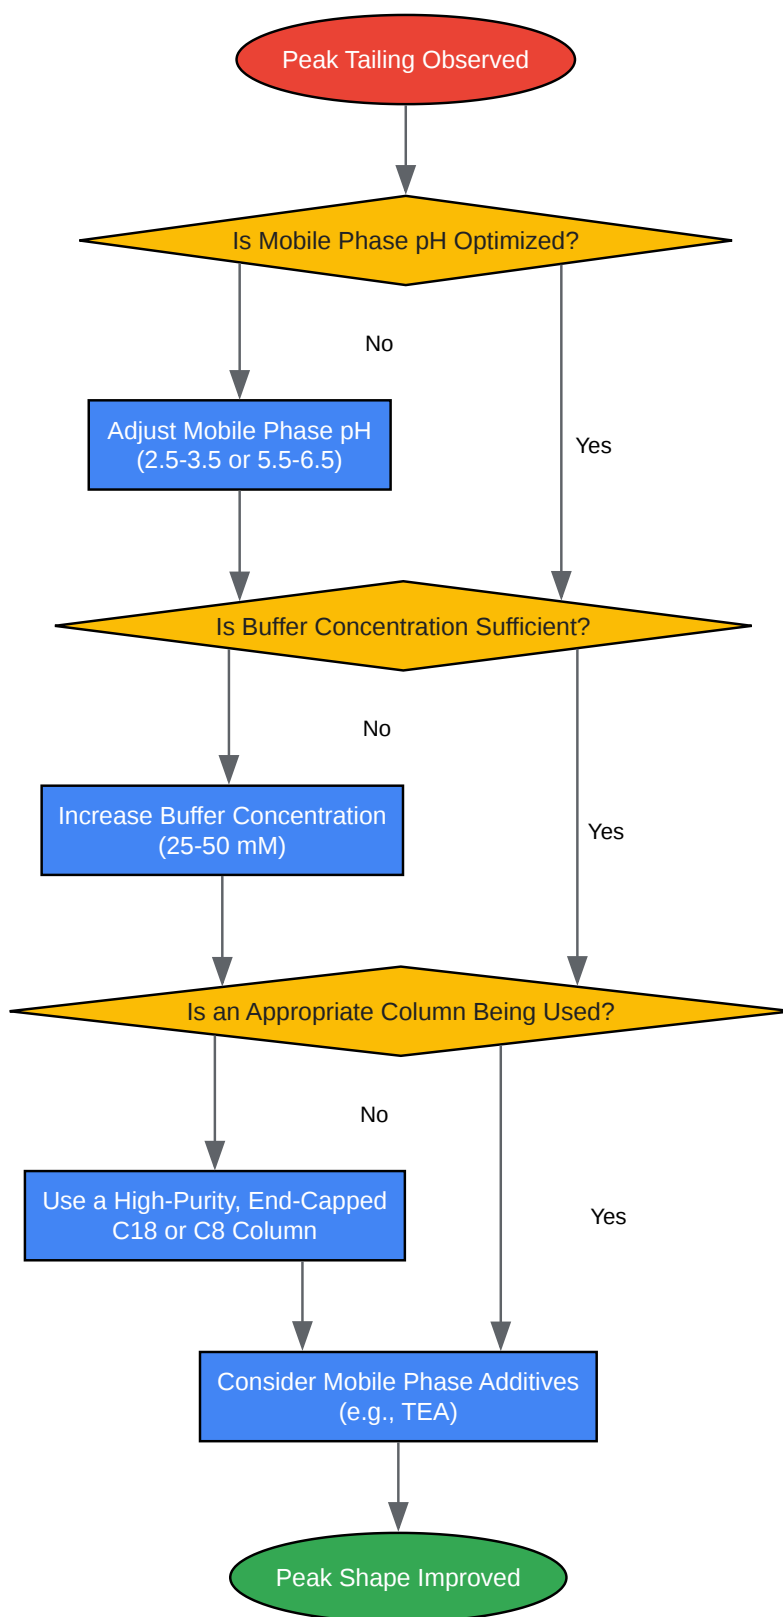 Peak Tailing Observed
Is Mobile Phase pH Optimized?
No
Adjust Mobile Phase pH
(2.5-3.5 or 5.5-6.5)
Yes
Is Buffer Concentration Sufficient?
No
Increase Buffer Concentration
(25-50 mM)
Yes
Is an Appropriate Column Being Used?
No
Use a High-Purity, End-Capped
C18 or C8 Column
Yes
Consider Mobile Phase Additives
(e.g., TEA)
Peak Shape Improved